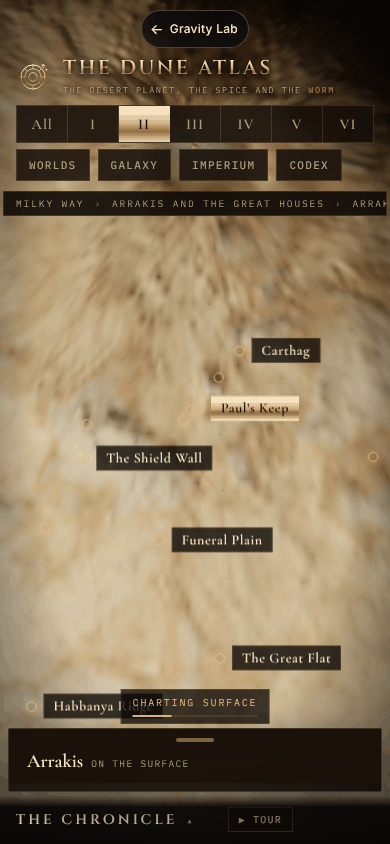 ← Gravity Lab
THE DUNE ATLAS
THE DESERT PLANET, THE SPICE AND THE WORM
All I II III IV V VI
WORLDS GALAXY IMPERIUM CODEX
MILKY WAY › ARRAKIS AND THE GREAT HOUSES › ARRAK
Carthag
Paul's Keep
The Shield Wall
Funeral Plain
The Great Flat
Habbanya
CHARTING SURFACE
Arrakis ON THE SURFACE
THE CHRONICLE ▴ ▶ TOUR